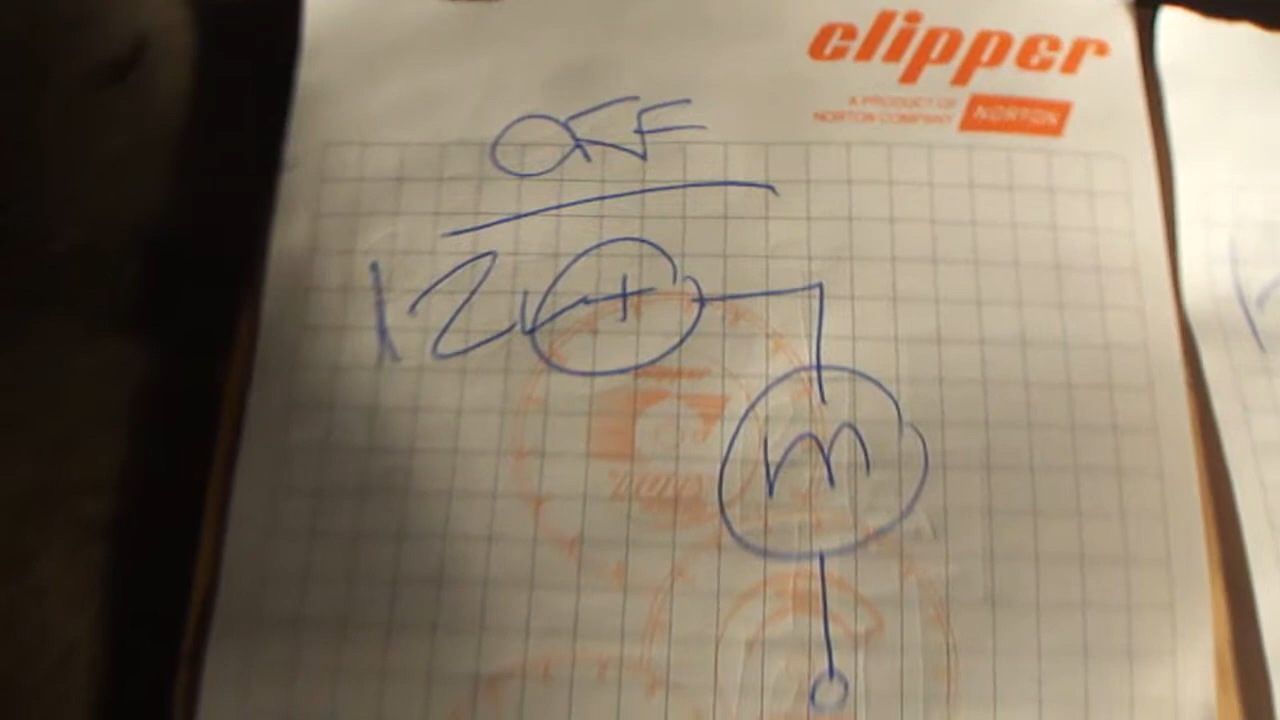 clipper
A PRODUCT OF
NORTON COMPANY
NORTON
OFF
12V
+
M